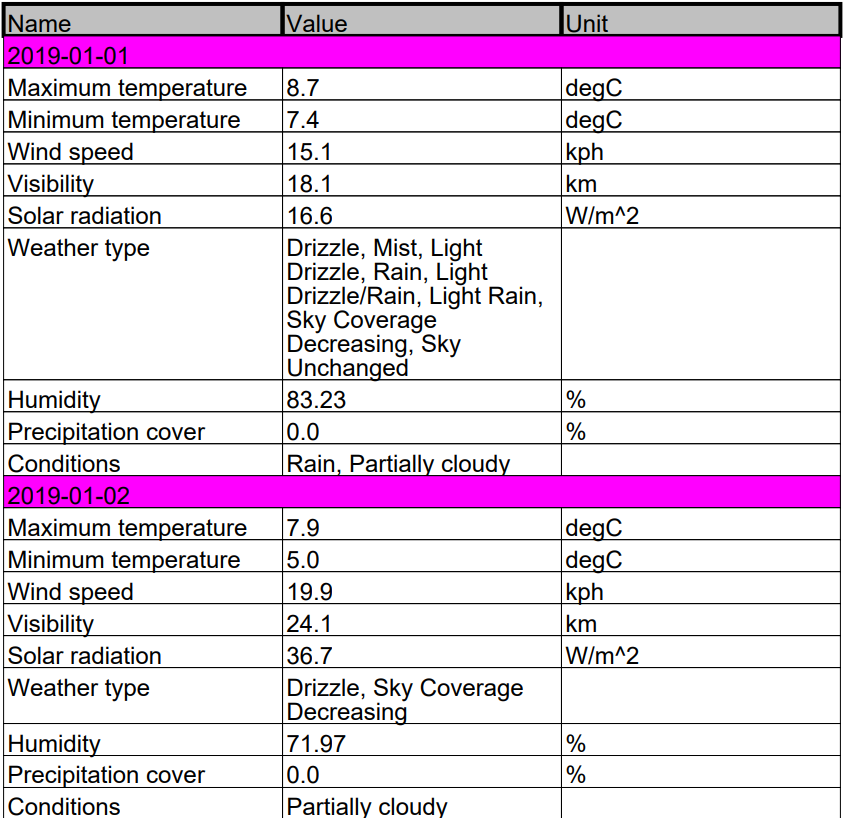 Name Value Unit
2019-01-01
Maximum temperature 8.7 degC
Minimum temperature 7.4 degC
Wind speed 15.1 kph
Visibility 18.1 km
Solar radiation 16.6 W/m^2
Weather type Drizzle, Mist, Light
Drizzle, Rain, Light
Drizzle/Rain, Light Rain,
Sky Coverage
Decreasing, Sky
Unchanged
Humidity 83.23 %
Precipitation cover 0.0 %
Conditions Rain, Partially cloudy
2019-01-02
Maximum temperature 7.9 degC
Minimum temperature 5.0 degC
Wind speed 19.9 kph
Visibility 24.1 km
Solar radiation 36.7 W/m^2
Weather type Drizzle, Sky Coverage
Decreasing
Humidity 71.97 %
Precipitation cover 0.0 %
Conditions Partially cloudy